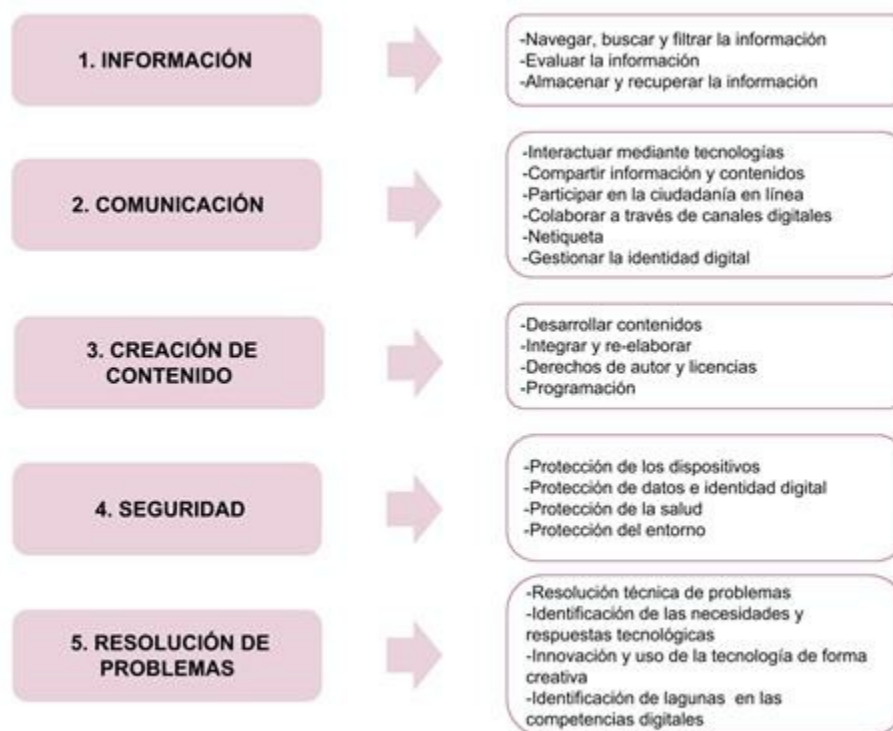 1. INFORMACIÓN
-Navegar, buscar y filtrar la información
-Evaluar la información
-Almacenar y recuperar la información
2. COMUNICACIÓN
-Interactuar mediante tecnologías
-Compartir información y contenidos
-Participar en la ciudadanía en línea
-Colaborar a través de canales digitales
-Netiqueta
-Gestionar la identidad digital
3. CREACIÓN DE
CONTENIDO
-Desarrollar contenidos
-Integrar y re-elaborar
-Derechos de autor y licencias
-Programación
4. SEGURIDAD
-Protección de los dispositivos
-Protección de datos e identidad digital
-Protección de la salud
-Protección del entorno
5. RESOLUCIÓN DE
PROBLEMAS
-Resolución técnica de problemas
-Identificación de las necesidades y
respuestas tecnológicas
-Innovación y uso de la tecnología de forma
creativa
-Identificación de lagunas en las
competencias digitales